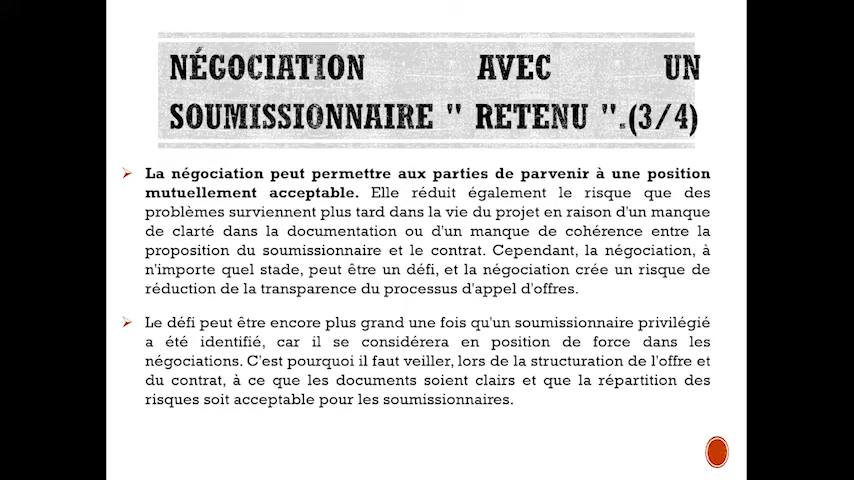 NÉGOCIATION AVEC UN
SOUMISSIONNAIRE " RETENU ".(3/4)
La négociation peut permettre aux parties de parvenir à une position
mutuellement acceptable. Elle réduit également le risque que des
problèmes surviennent plus tard dans la vie du projet en raison d'un manque
de clarté dans la documentation ou d'un manque de cohérence entre la
proposition du soumissionnaire et le contrat. Cependant, la négociation, à
n'importe quel stade, peut être un défi, et la négociation crée un risque de
réduction de la transparence du processus d'appel d'offres.
Le défi peut être encore plus grand une fois qu'un soumissionnaire privilégié
a été identifié, car il se considérera en position de force dans les
négociations. C'est pourquoi il faut veiller, lors de la structuration de l'offre et
du contrat, à ce que les documents soient clairs et que la répartition des
risques soit acceptable pour les soumissionnaires.